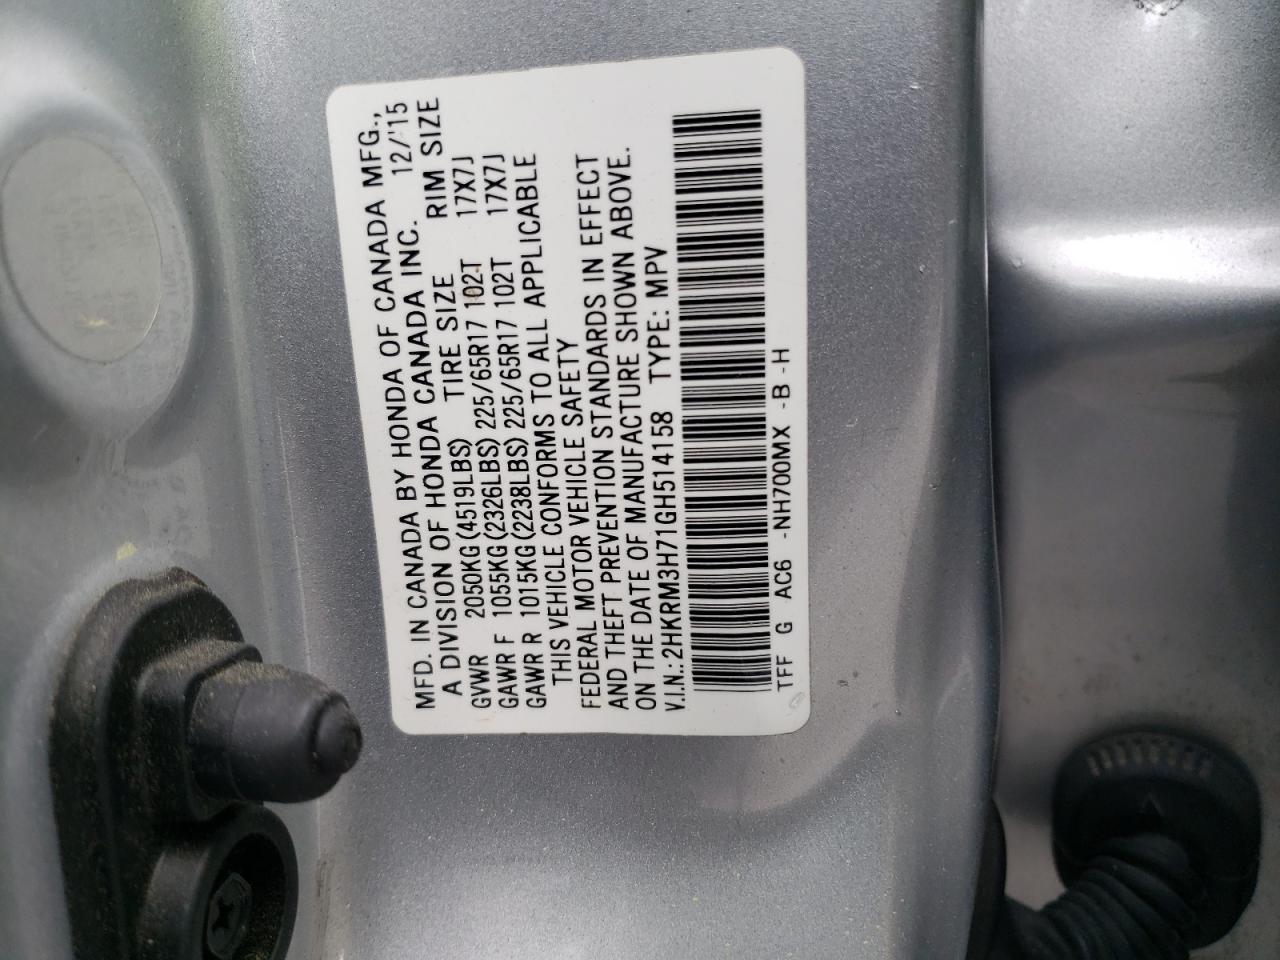 MFD. IN CANADA BY HONDA OF CANADA MFG.,
A DIVISION OF HONDA CANADA INC. 12/'15
GVWR 2050KG(4519LBS) TIRE SIZE RIM SIZE
GAWR F 1055KG(2326LBS) 225/65R17 102T 17X7J
GAWR R 1015KG(2238LBS) 225/65R17 102T 17X7J
THIS VEHICLE CONFORMS TO ALL APPLICABLE
FEDERAL MOTOR VEHICLE SAFETY
AND THEFT PREVENTION STANDARDS IN EFFECT
ON THE DATE OF MANUFACTURE SHOWN ABOVE.
V.I.N.:2HKRM3H71GH514158 TYPE: MPV
TFF G AC6 -NH700MX -B -H